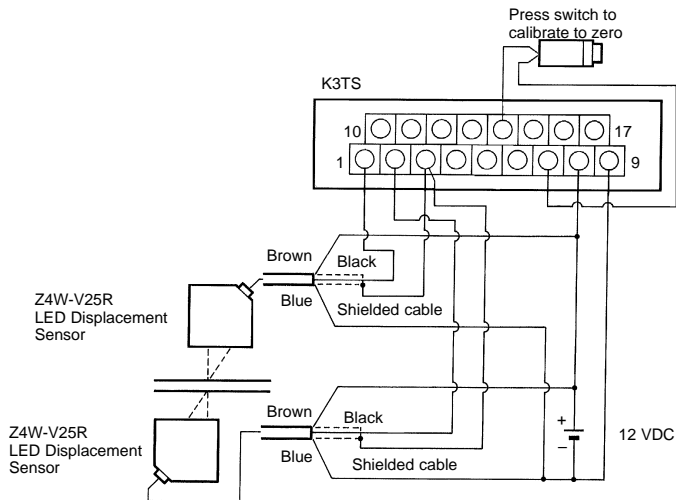 Press switch to
calibrate to zero
K3TS
10
17
1
9
Brown
Black
Blue
Shielded cable
Z4W-V25R
LED Displacement
Sensor
Brown
Black
Blue
Shielded cable
Z4W-V25R
LED Displacement
Sensor
+
−
12 VDC